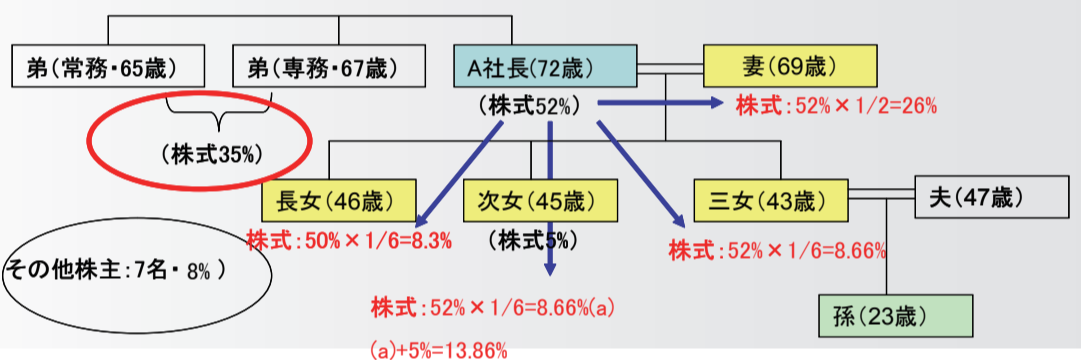 弟(常務・65歳)
弟(専務・67歳)
A社長(72歳)
妻(69歳)
(株式52%)
株式:52%×1/2=26%
(株式35%)
長女(46歳)
次女(45歳)
三女(43歳)
夫(47歳)
株式:50%×1/6=8.3%
(株式5%)
株式:52%×1/6=8.66%
その他株主:7名・8%)
株式:52%×1/6=8.66%(a)
(a)+5%=13.86%
孫(23歳)